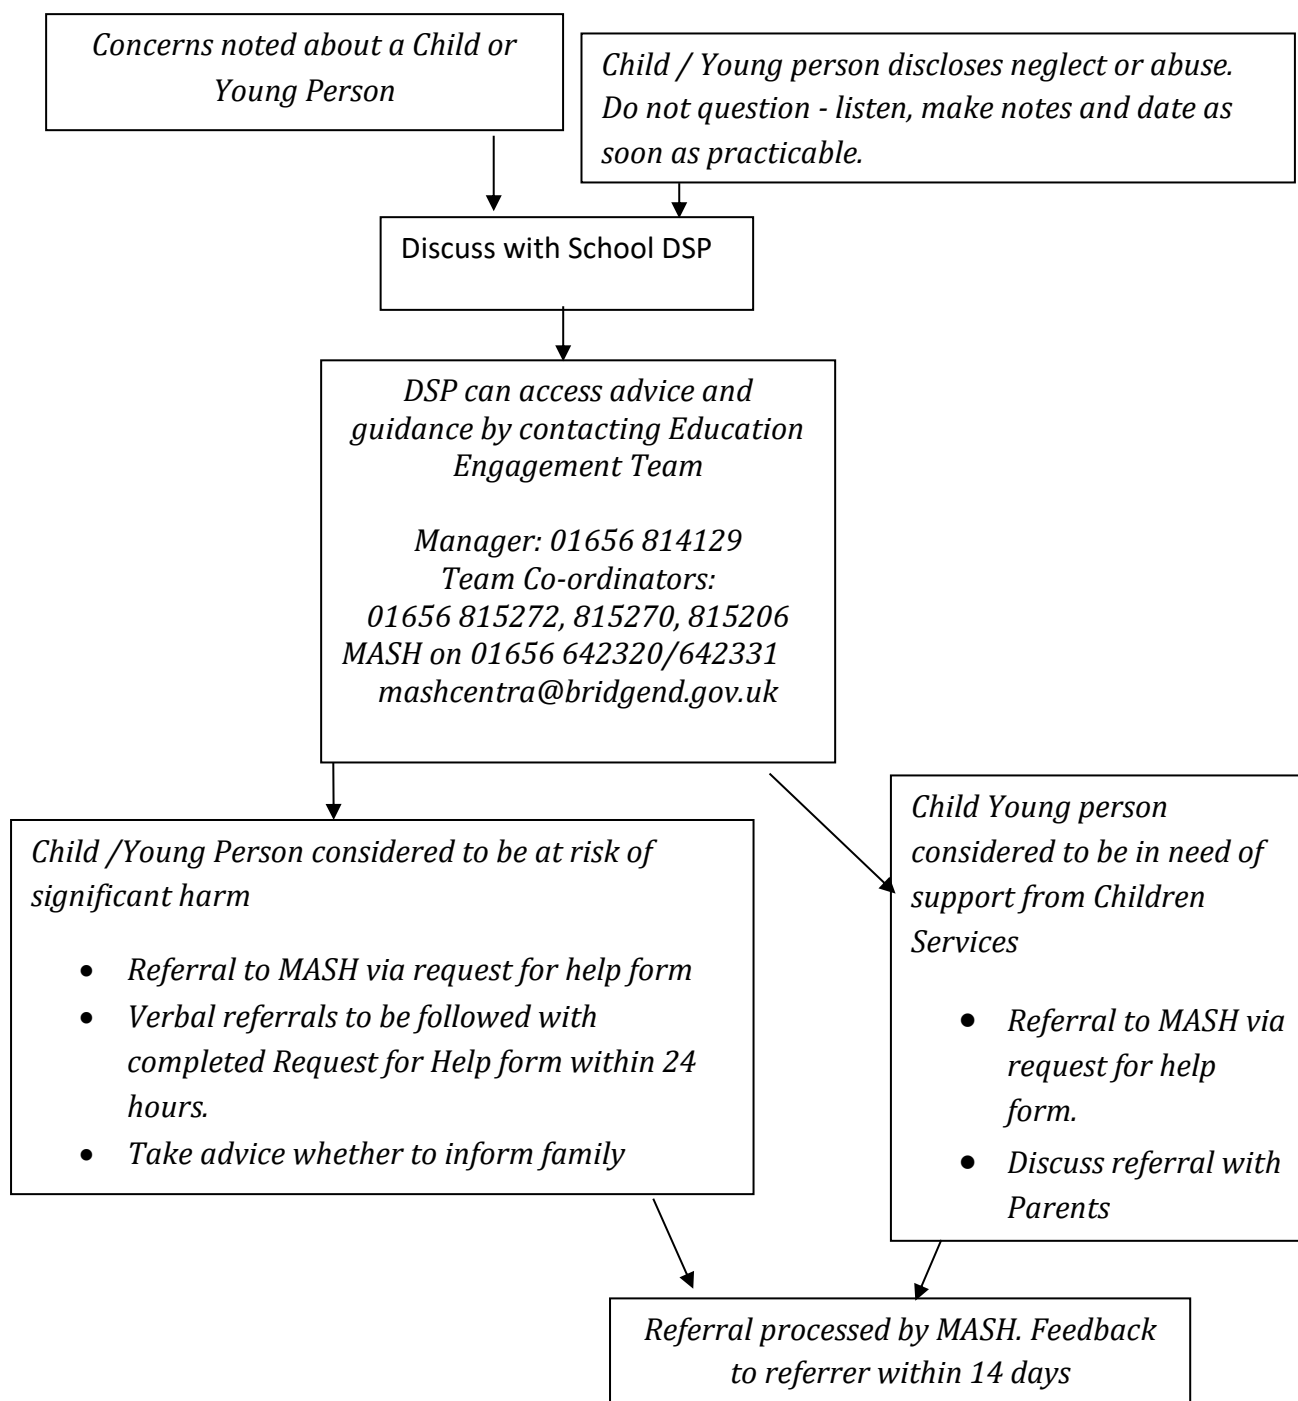 Concerns noted about a Child or
Young Person
Child / Young person discloses neglect or abuse.
Do not question - listen, make notes and date as
soon as practicable.
Discuss with School DSP
DSP can access advice and
guidance by contacting Education
Engagement Team
Manager: 01656 814129
Team Co-ordinators:
01656 815272, 815270, 815206
MASH on 01656 642320/642331
mashcentra@bridgend.gov.uk
Child /Young Person considered to be at risk of
significant harm
• Referral to MASH via request for help form
• Verbal referrals to be followed with
completed Request for Help form within 24
hours.
• Take advice whether to inform family
Child Young person
considered to be in need of
support from Children
Services
• Referral to MASH via
request for help
form.
• Discuss referral with
Parents
Referral processed by MASH. Feedback
to referrer within 14 days